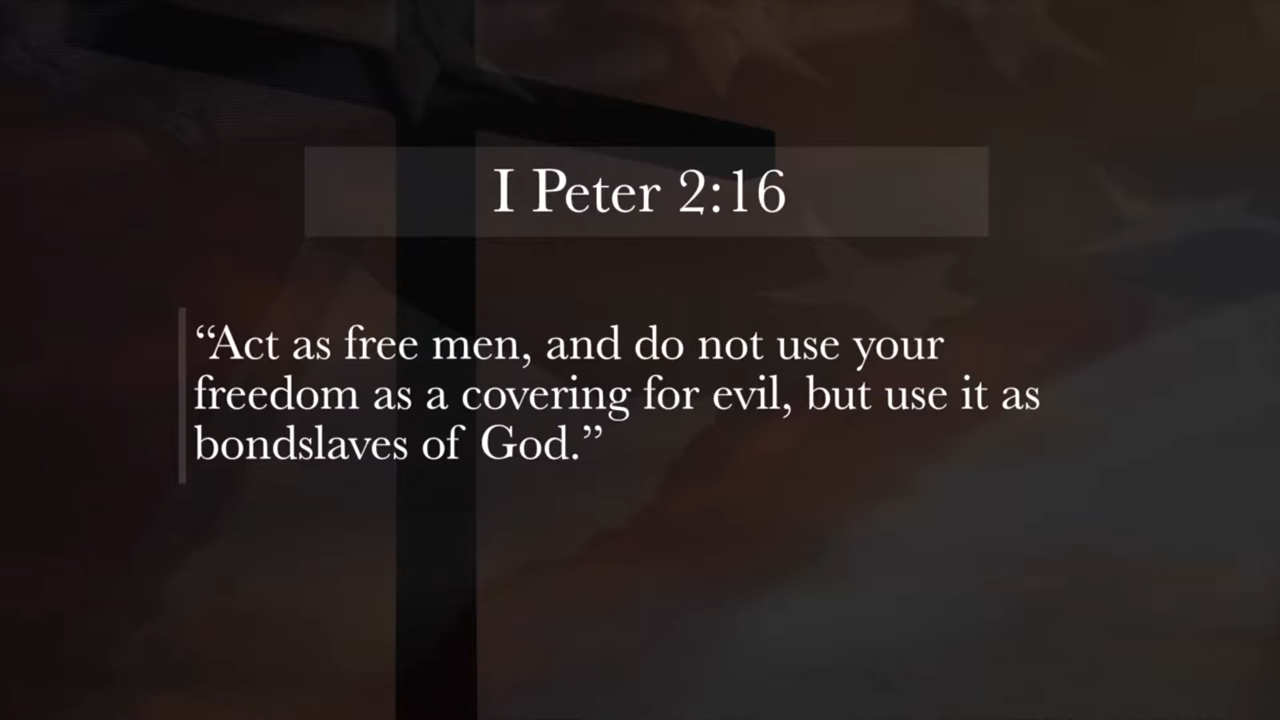 I Peter 2:16
“Act as free men, and do not use your
freedom as a covering for evil, but use it as
bondslaves of God.”